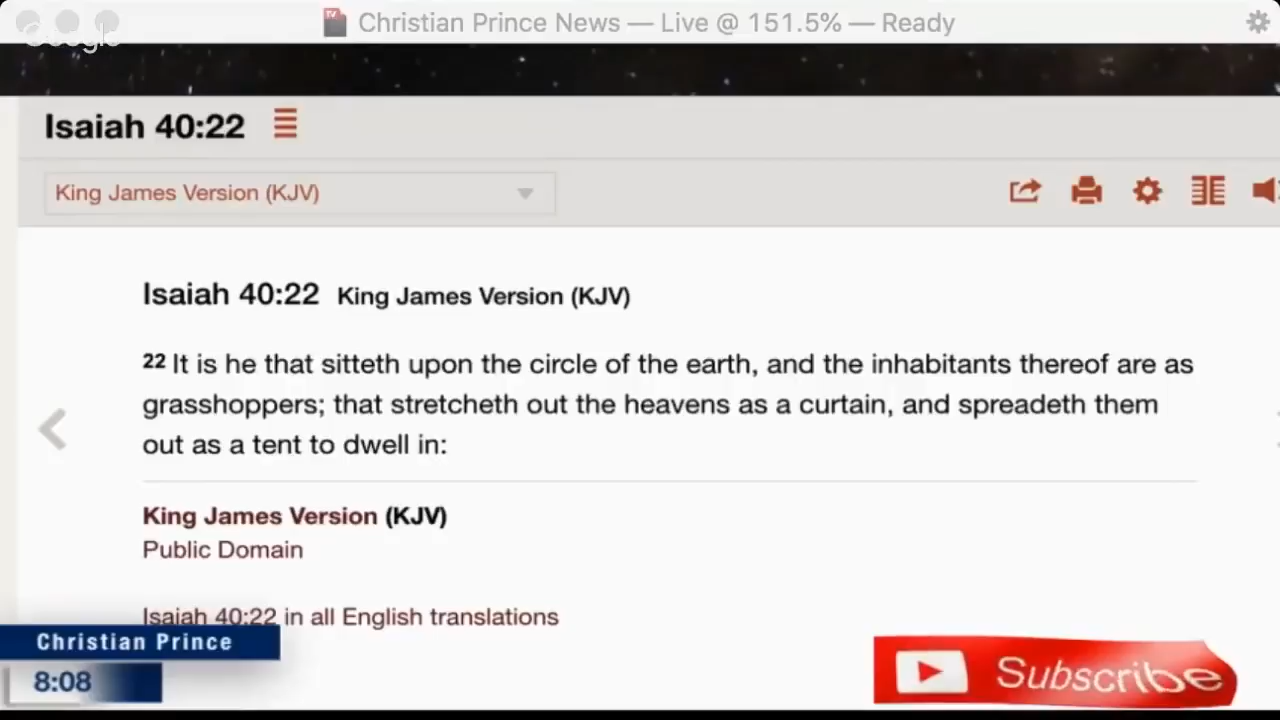 Christian Prince News — Live @ 151.5% — Ready
Google
Isaiah 40:22
King James Version (KJV)
Isaiah 40:22 King James Version (KJV)
22 It is he that sitteth upon the circle of the earth, and the inhabitants thereof are as
grasshoppers; that stretcheth out the heavens as a curtain, and spreadeth them
out as a tent to dwell in:
King James Version (KJV)
Public Domain
Isaiah 40:22 in all English translations
Christian Prince
8:08
Subscribe